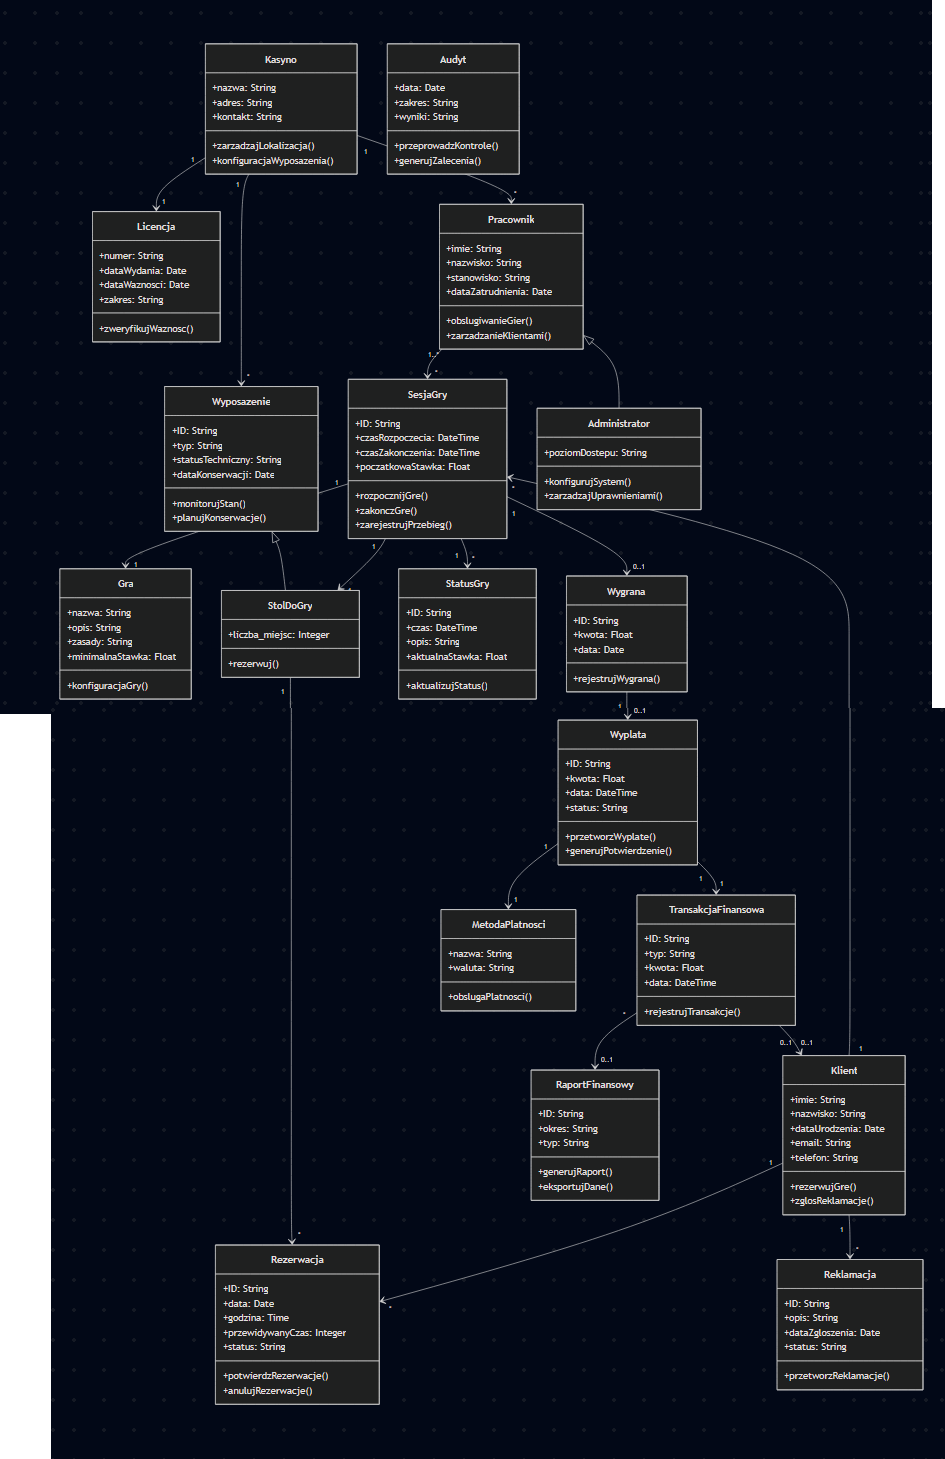 Kasyno
+nazwa: String
+adres: String
+kontakt: String
+zarzadzajLokalizacja()
+konfiguracjaWyposazenia()
Audyt
+data: Date
+zakres: String
+wyniki: String
+przeprowadzKontrole()
+generujZalecenia()
1
1
1
1
*
Licencja
+numer: String
+dataWydania: Date
+dataWaznosci: Date
+zakres: String
+zweryfikujWaznosc()
Pracownik
+imie: String
+nazwisko: String
+stanowisko: String
+dataZatrudnienia: Date
+obslugiwanieGier()
+zarzadzanieKlientami()
1..*
*
*
Wyposazenie
+ID: String
+typ: String
+statusTechniczny: String
+dataKonserwacji: Date
+monitorujStan()
+planujKonserwacje()
SesjaGry
+ID: String
+czasRozpoczecia: DateTime
+czasZakonczenia: DateTime
+poczatkowaStawka: Float
+rozpocznijGre()
+zakonczGre()
+zarejestrujPrzebieg()
Administrator
+poziomDostepu: String
+konfigurujSystem()
+zarzadzajUprawnieniami()
1
*
1
1
1
1
*
0..1
Gra
+nazwa: String
+opis: String
+zasady: String
+minimalnaStawka: Float
+konfiguracjaGry()
StolDoGry
+liczba_miejsc: Integer
+rezerwuj()
StatusGry
+ID: String
+czas: DateTime
+opis: String
+aktualnaStawka: Float
+aktualizujStatus()
Wygrana
+ID: String
+kwota: Float
+data: Date
+rejestrujWygrana()
1
1
0..1
Wyplata
+ID: String
+kwota: Float
+data: DateTime
+status: String
+przetworzWyplate()
+generujPotwierdzenie()
1
1
1
1
MetodaPlatnosci
+nazwa: String
+waluta: String
+obslugaPlatnosci()
TransakcjaFinansowa
+ID: String
+typ: String
+kwota: Float
+data: DateTime
+rejestrujTransakcje()
*
0..1
0..1
0..1
1
RaportFinansowy
+ID: String
+okres: String
+typ: String
+generujRaport()
+eksportujDane()
Klient
+imie: String
+nazwisko: String
+dataUrodzenia: Date
+email: String
+telefon: String
+rezerwujGre()
+zglosReklamacje()
1
1
*
*
*
Rezerwacja
+ID: String
+data: Date
+godzina: Time
+przewidywanyCzas: Integer
+status: String
+potwierdzRezerwacje()
+anulujRezerwacje()
Reklamacja
+ID: String
+opis: String
+dataZgloszenia: Date
+status: String
+przetworzReklamacje()